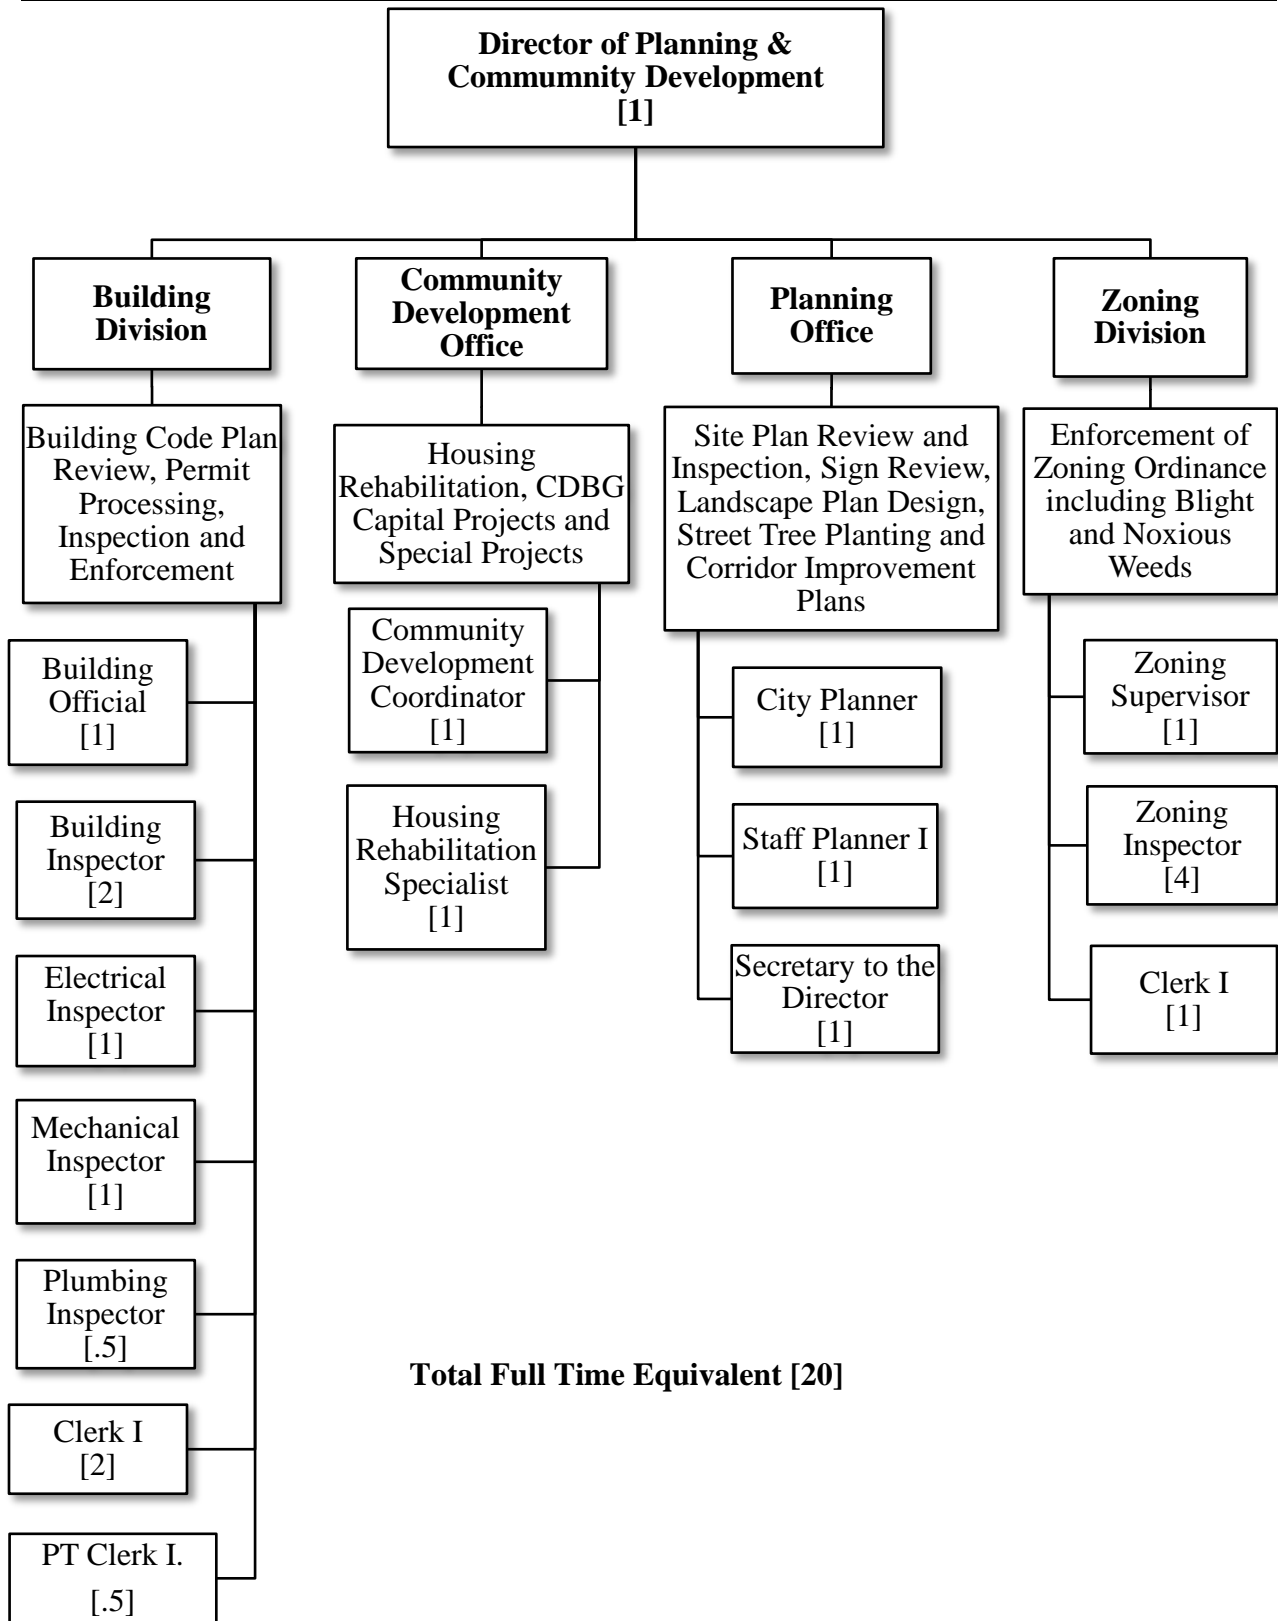 Director of Planning &
Commumnity Development
[1]
Building
Division
Community
Development
Office
Planning
Office
Zoning
Division
Building Code Plan
Review, Permit
Processing,
Inspection and
Enforcement
Housing
Rehabilitation, CDBG
Capital Projects and
Special Projects
Site Plan Review and
Inspection, Sign Review,
Landscape Plan Design,
Street Tree Planting and
Corridor Improvement
Plans
Enforcement of
Zoning Ordinance
including Blight
and Noxious
Weeds
Building
Official
[1]
Building
Inspector
[2]
Electrical
Inspector
[1]
Mechanical
Inspector
[1]
Plumbing
Inspector
[.5]
Clerk I
[2]
PT Clerk I.
[.5]
Community
Development
Coordinator
[1]
Housing
Rehabilitation
Specialist
[1]
City Planner
[1]
Staff Planner I
[1]
Secretary to the
Director
[1]
Zoning
Supervisor
[1]
Zoning
Inspector
[4]
Clerk I
[1]
Total Full Time Equivalent [20]